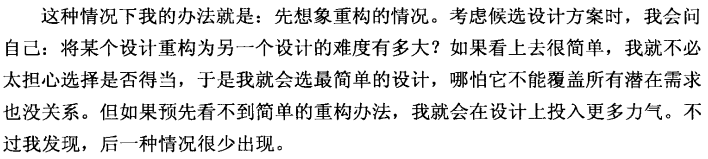 这种情况下我的办法就是：先想象重构的情况。考虑候选设计方案时，我会问
自己：将某个设计重构为另一个设计的难度有多大？如果看上去很简单，我就不必
太担心选择是否得当，于是我就会选最简单的设计，哪怕它不能覆盖所有潜在需求
也没关系。但如果预先看不到简单的重构办法，我就会在设计上投入更多力气。不
过我发现，后一种情况很少出现。